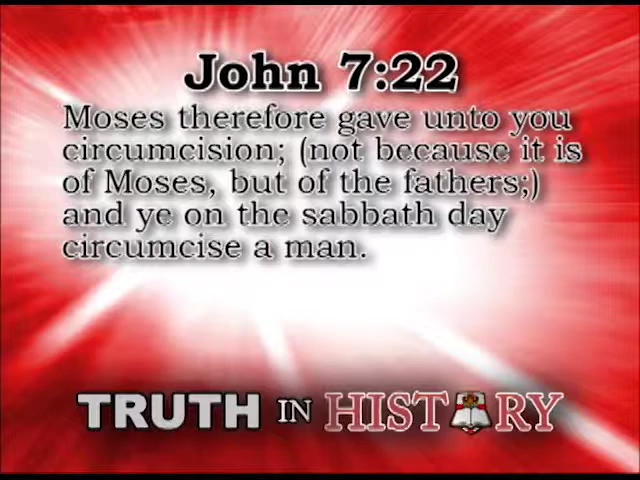 John 7:22
Moses therefore gave unto you
circumcision; (not because it is
of Moses, but of the fathers;)
and ye on the sabbath day
circumcise a man.
TRUTH IN HISTORY